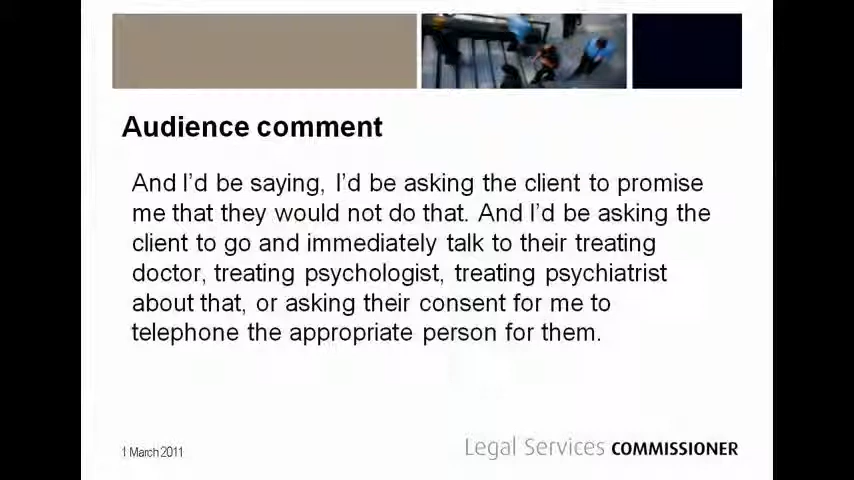 Audience comment
And I'd be saying, I'd be asking the client to promise
me that they would not do that. And I'd be asking the
client to go and immediately talk to their treating
doctor, treating psychologist, treating psychiatrist
about that, or asking their consent for me to
telephone the appropriate person for them.
1 March 2011
Legal Services COMMISSIONER